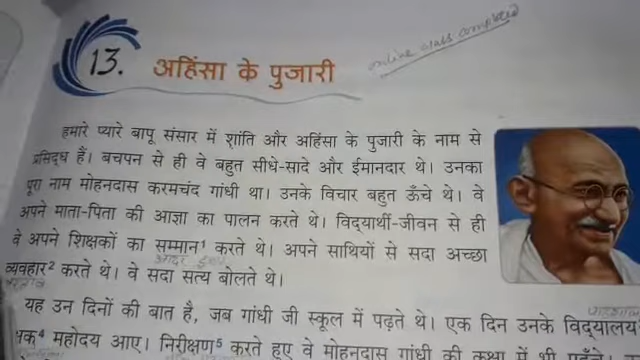 13. अहिंसा के पुजारी
online class completed
हमारे प्यारे बापू संसार में शांति और अहिंसा के पुजारी के नाम से
प्रसिद्ध हैं। बचपन से ही वे बहुत सीधे-सादे और ईमानदार थे। उनका
पूरा नाम मोहनदास करमचंद गांधी था। उनके विचार बहुत ऊँचे थे। वे
अपने माता-पिता की आज्ञा का पालन करते थे। विद्यार्थी-जीवन से ही
वे अपने शिक्षकों का सम्मान¹ करते थे। अपने साथियों से सदा अच्छा
व्यवहार² करते थे। वे सदा सत्य बोलते थे।
यह उन दिनों की बात है, जब गांधी जी स्कूल में पढ़ते थे। एक दिन उनके विद्यालय
क्षक⁴ महोदय आए। निरीक्षण⁵ करते हुए वे मोहनदास गांधी की कक्षा में भी पहुँचे।